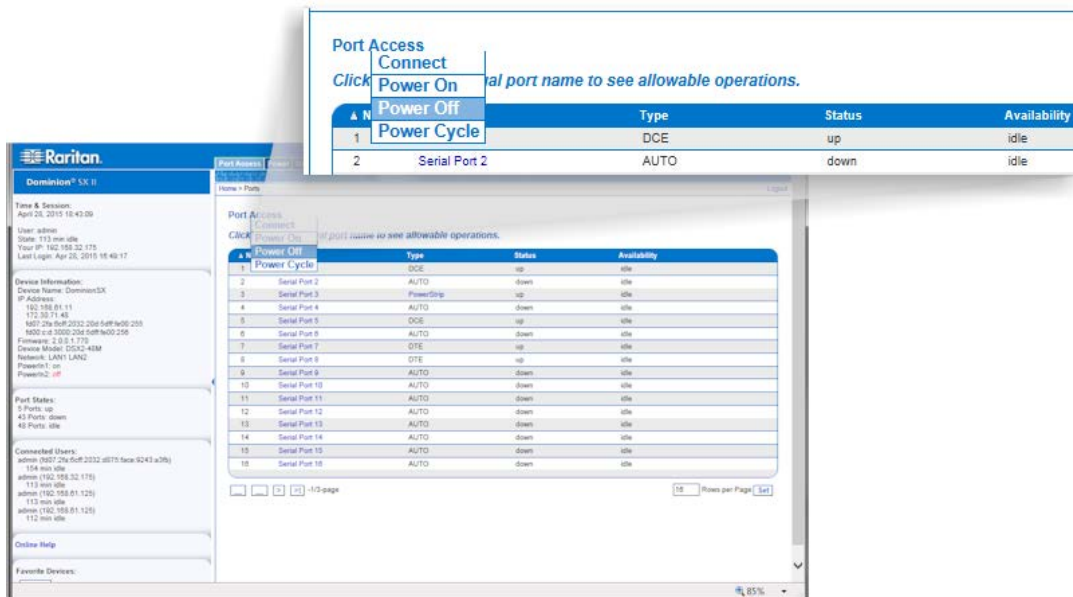 Port Access
Connect
Power On
Power Off
Power Cycle
Click al port name to see allowable operations.
▲ N Type Status Availability
1 DCE up idle
2 Serial Port 2 AUTO down idle
Raritan.
Dominion® SX II
Port Access Power
Home > Ports Logout
Time & Session:
April 28, 2015 18:43:09
User: admin
State: 113 min idle
Your IP: 192.168.32.175
Last Login: Apr 28, 2015 16:49:17
Device Information:
Device Name: DominionSX
IP Address:
192.168.61.11
172.30.71.48
Firmware: 2.0.0.1.770
Device Model: DSX2-48M
Network: LAN1 LAN2
PowerIn1: on
PowerIn2: off
Port States:
5 Ports: up
43 Ports: down
48 Ports: idle
Connected Users:
154 min idle
admin (192.168.32.175)
113 min idle
admin (192.168.61.125)
113 min idle
admin (192.168.61.125)
112 min idle
Online Help
Favorite Devices:
Port Access
Connect
Power On
Power Off
Power Cycle
Click port name to see allowable operations.
▲ N Type Status Availability
1 DCE up idle
2 Serial Port 2 AUTO down idle
3 Serial Port 3 PowerStrip up idle
4 Serial Port 4 AUTO down idle
5 Serial Port 5 DCE up idle
6 Serial Port 6 AUTO down idle
7 Serial Port 7 DTE up idle
8 Serial Port 8 DTE up idle
9 Serial Port 9 AUTO down idle
10 Serial Port 10 AUTO down idle
11 Serial Port 11 AUTO down idle
12 Serial Port 12 AUTO down idle
13 Serial Port 13 AUTO down idle
14 Serial Port 14 AUTO down idle
15 Serial Port 15 AUTO down idle
16 Serial Port 16 AUTO down idle
... ... > >| -1/3-page 16 Rows per Page Set
85%